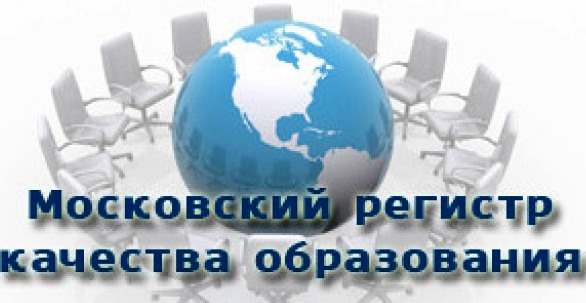 Московский регистр
качества образования